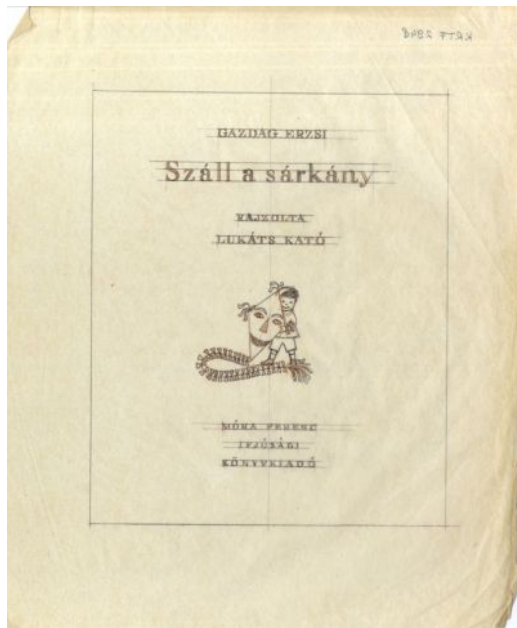 GAZDAG ERZSI
Száll a sárkány
RAJZOLTA
LUKÁTS KATÓ
MÓRA FERENC
IFJÚSÁGI
KÖNYVKIADÓ